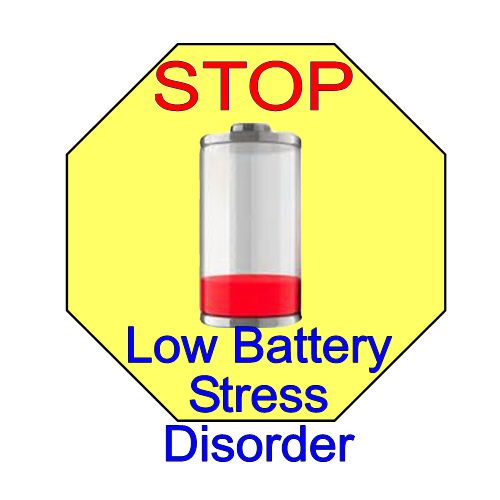 STOP
Low Battery
Stress
Disorder